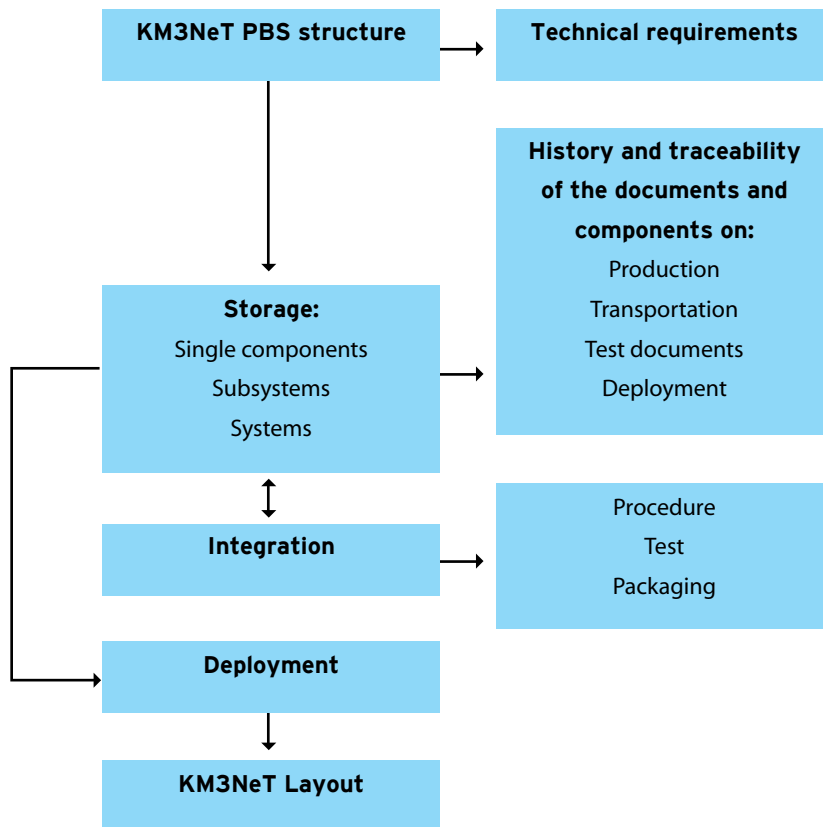 KM3NeT PBS structure
Technical requirements
History and traceability
of the documents and
components on:
Production
Transportation
Test documents
Deployment
Storage:
Single components
Subsystems
Systems
Integration
Procedure
Test
Packaging
Deployment
KM3NeT Layout